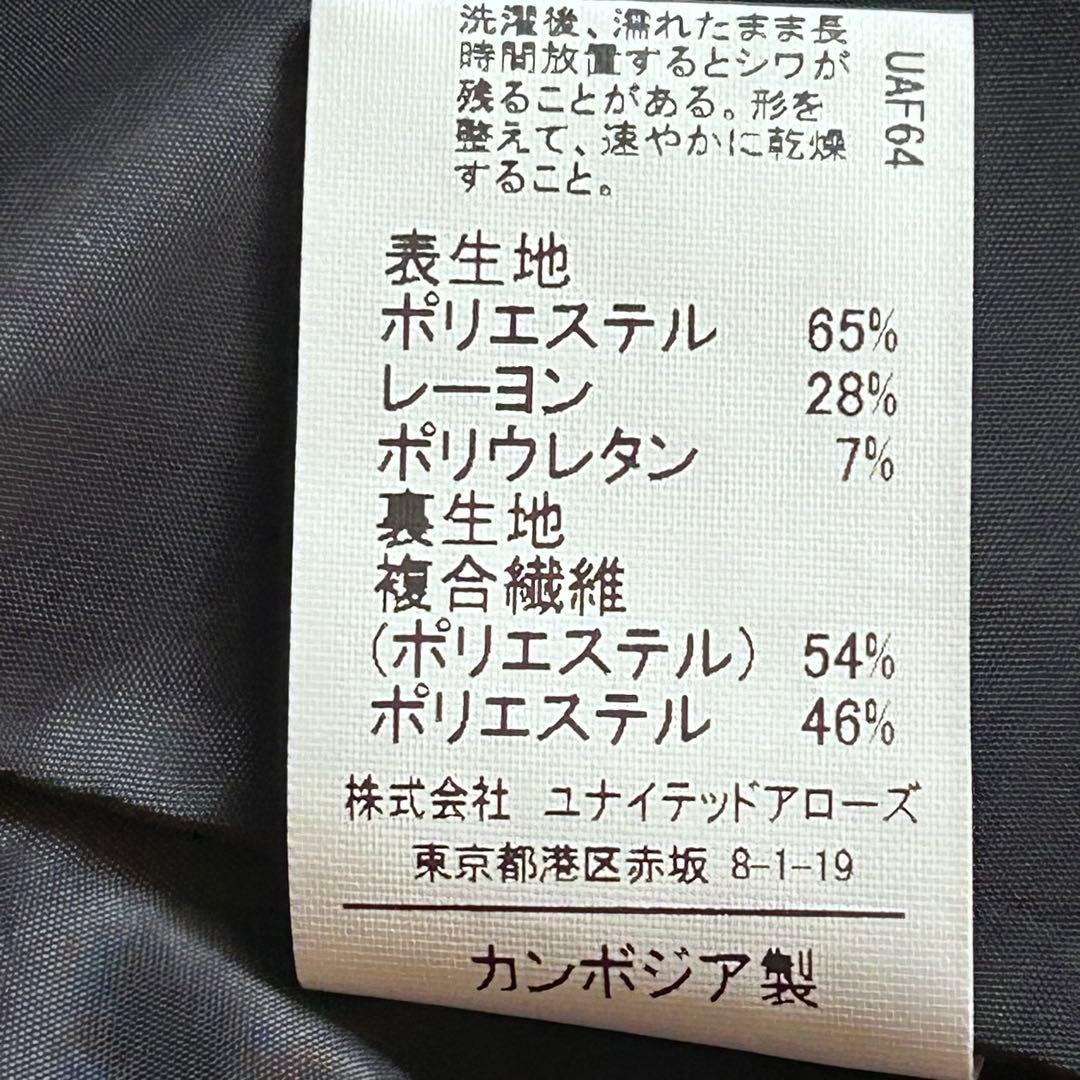 洗濯後、濡れたまま長
時間放置するとシワが
残ることがある。形を
整えて、速やかに乾燥
すること。
UAF64
表生地
ポリエステル 65%
レーヨン 28%
ポリウレタン 7%
裏生地
複合繊維
(ポリエステル) 54%
ポリエステル 46%
株式会社 ユナイテッドアローズ
東京都港区赤坂 8-1-19
カンボジア製